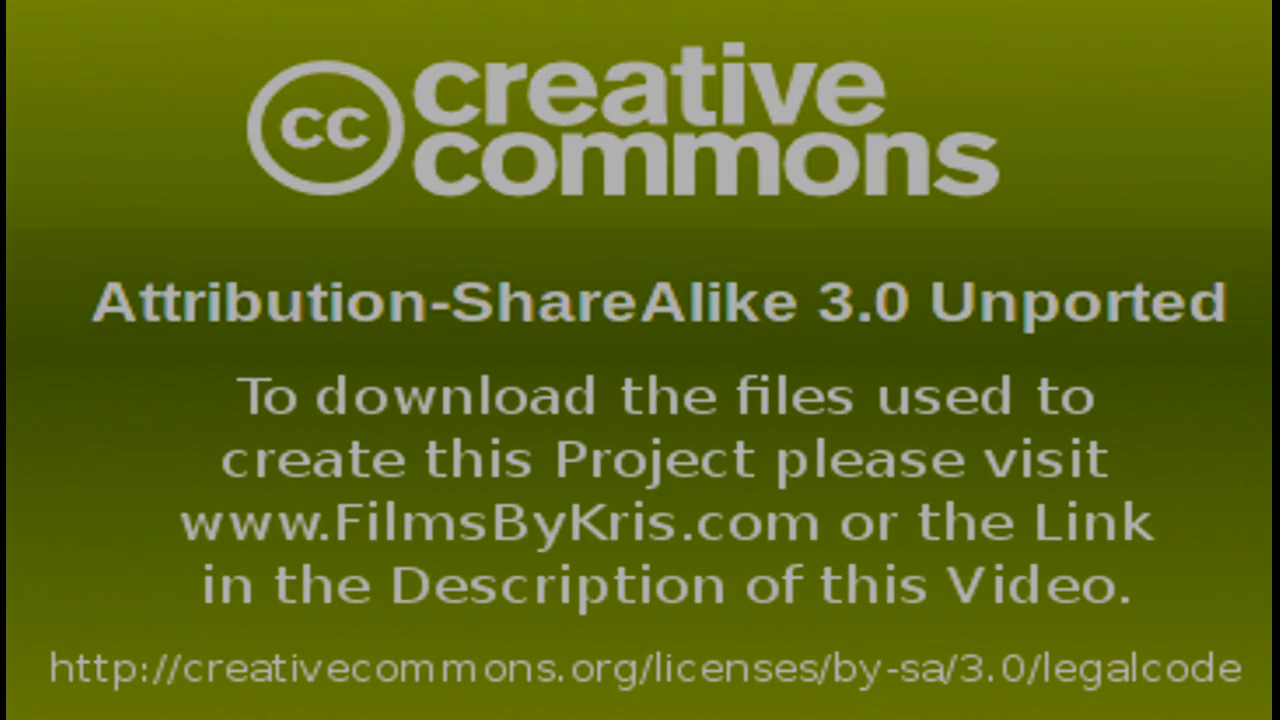 cc creative
commons
Attribution-ShareAlike 3.0 Unported
To download the files used to
create this Project please visit
www.FilmsByKris.com or the Link
in the Description of this Video.
http://creativecommons.org/licenses/by-sa/3.0/legalcode